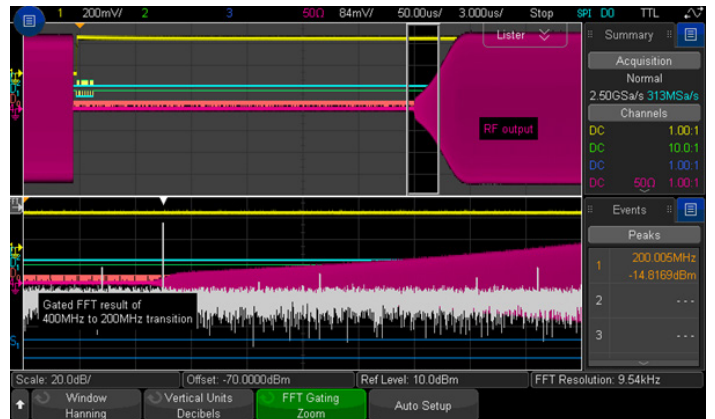 1 200mV/ 2 3 50Ω 84mV/ 50.00us/ 3.000us/ Stop SPI D0 TTL
Lister
Summary
Acquisition
Normal
2.50GSa/s 313MSa/s
Channels
DC 1.00:1
DC 10.0:1
DC 1.00:1
DC 50Ω 1.00:1
RF output
Events
Peaks
1 200.005MHz
-14.8169dBm
2 ---
3 ---
Gated FFT result of
400MHz to 200MHz transition
S₁
Scale: 20.0dB/ Offset: -70.0000dBm Ref Level: 10.0dBm FFT Resolution: 9.54kHz
Window
Hanning
Vertical Units
Decibels
FFT Gating
Zoom
Auto Setup